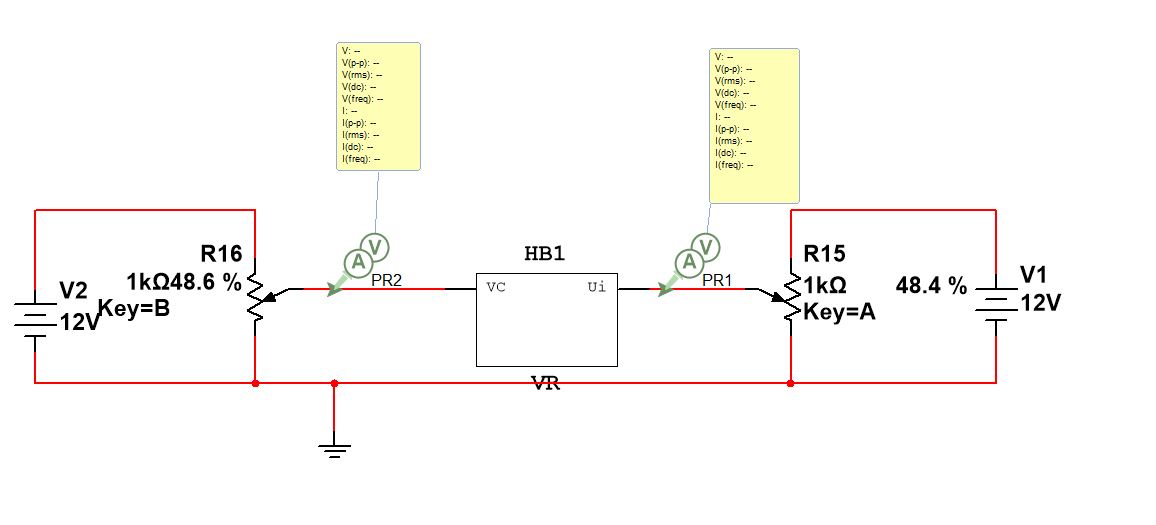 V: --
V(p-p): --
V(rms): --
V(dc): --
V(freq): --
I: --
I(p-p): --
I(rms): --
I(dc): --
I(freq): --
V: --
V(p-p): --
V(rms): --
V(dc): --
V(freq): --
I: --
I(p-p): --
I(rms): --
I(dc): --
I(freq): --
V2
12V
R16
1kΩ48.6 %
Key=B
V
A
PR2
HB1
VC Ui
VR
V
A
PR1
R15
1kΩ
Key=A
48.4 %
V1
12V